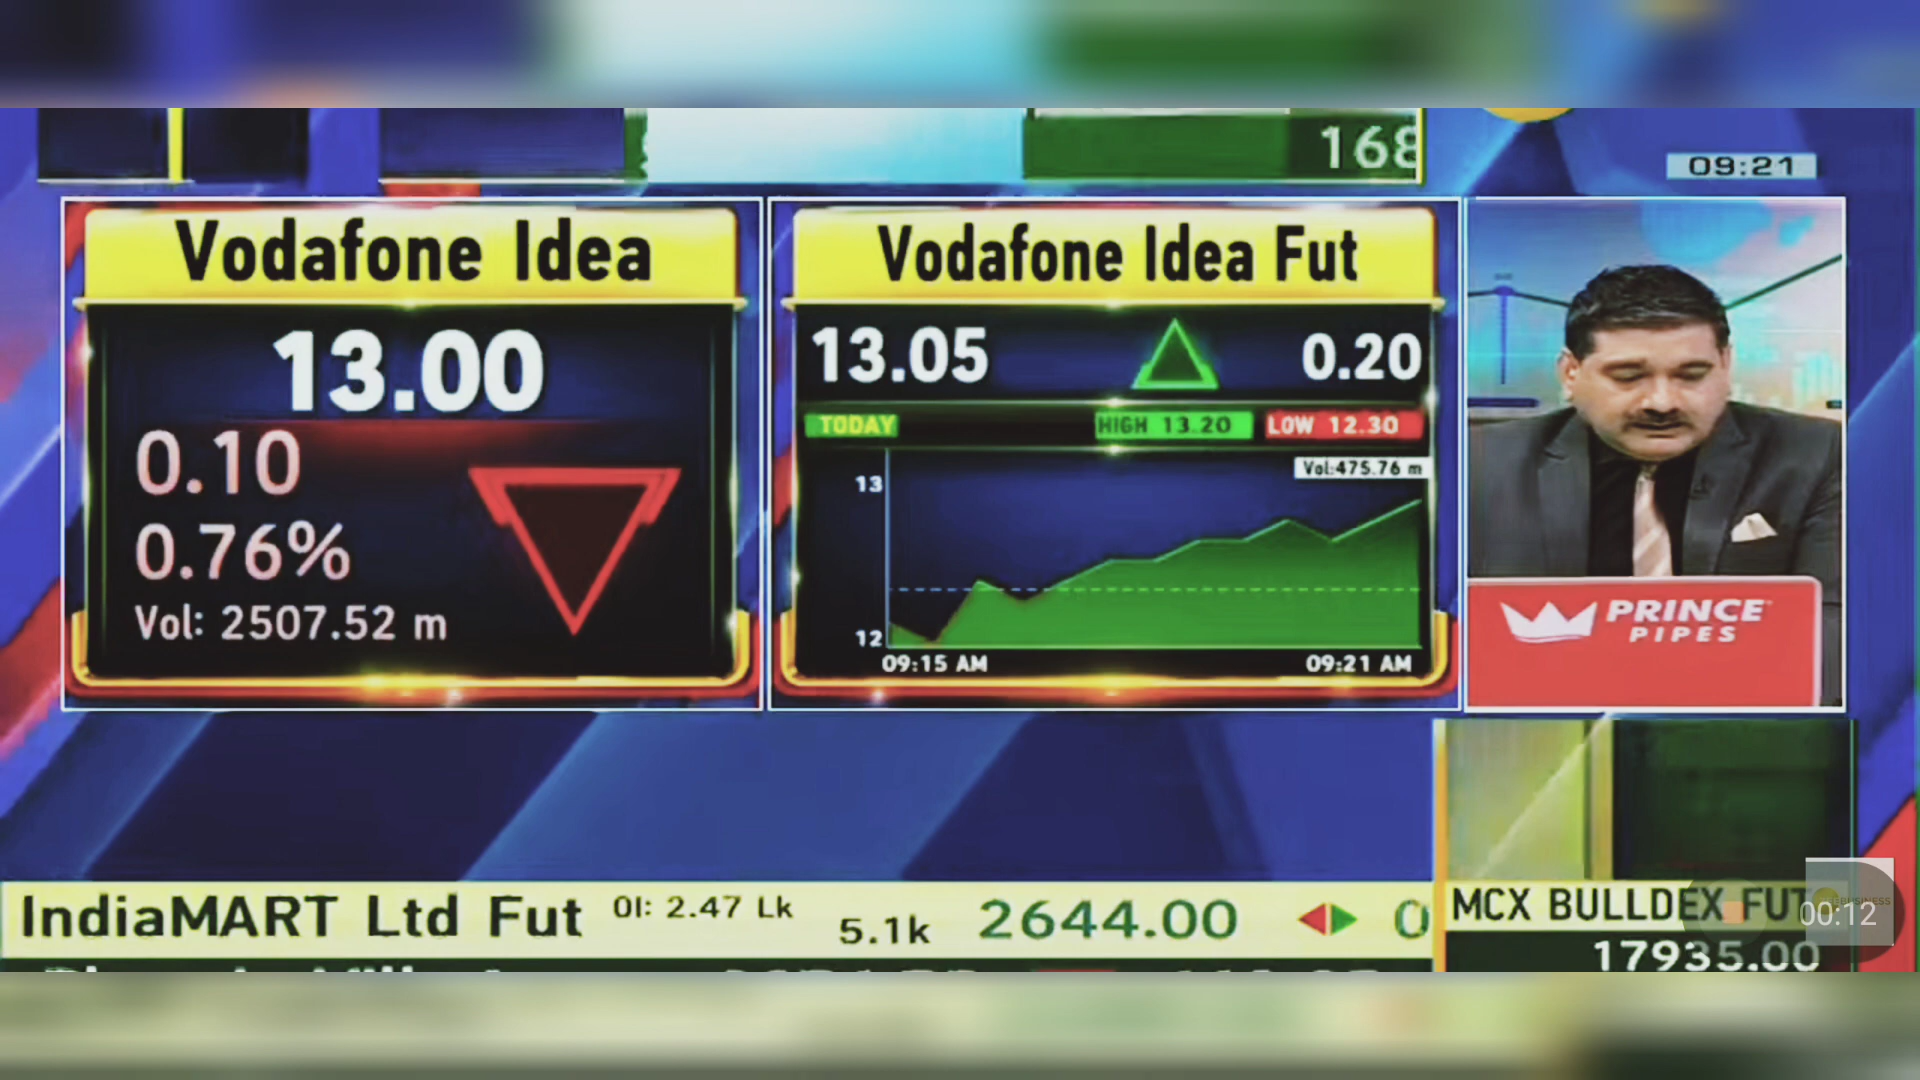 168
09:21
Vodafone Idea
13.00
0.10
0.76%
Vol: 2507.52 m
Vodafone Idea Fut
13.05 0.20
TODAY HIGH 13.20 LOW 12.30
Vol:475.76 m
13
12
09:15 AM 09:21 AM
PRINCE
PIPES
IndiaMART Ltd Fut OI: 2.47 Lk 5.1k 2644.00 0
MCX BULLDEX FUT
BUSINESS
00:12
17935.00